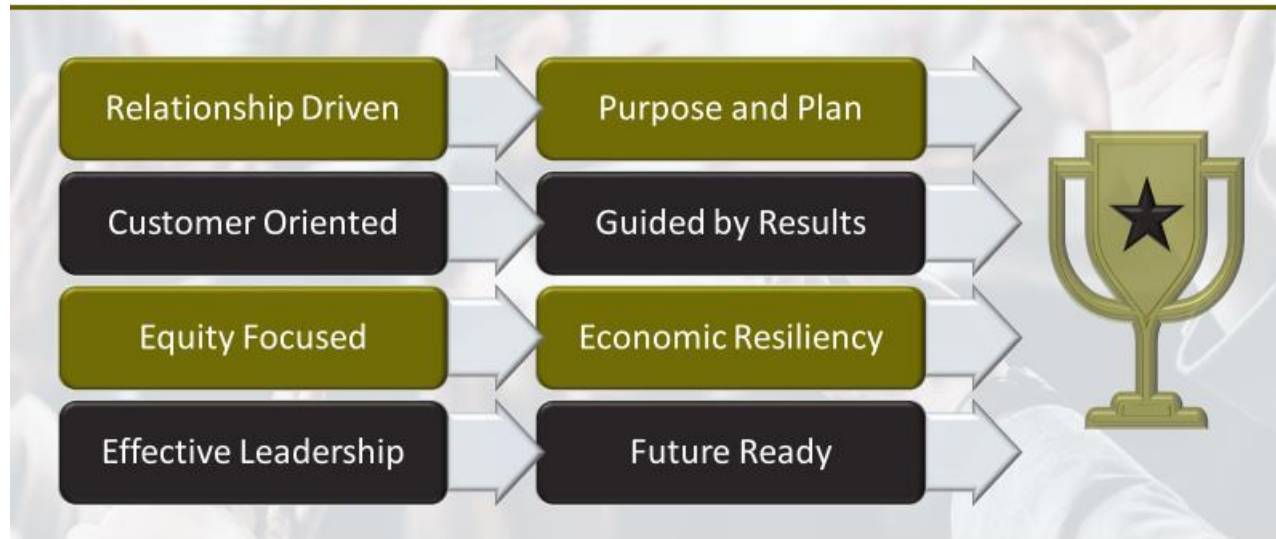 Relationship Driven
Purpose and Plan
Customer Oriented
Guided by Results
Equity Focused
Economic Resiliency
Effective Leadership
Future Ready